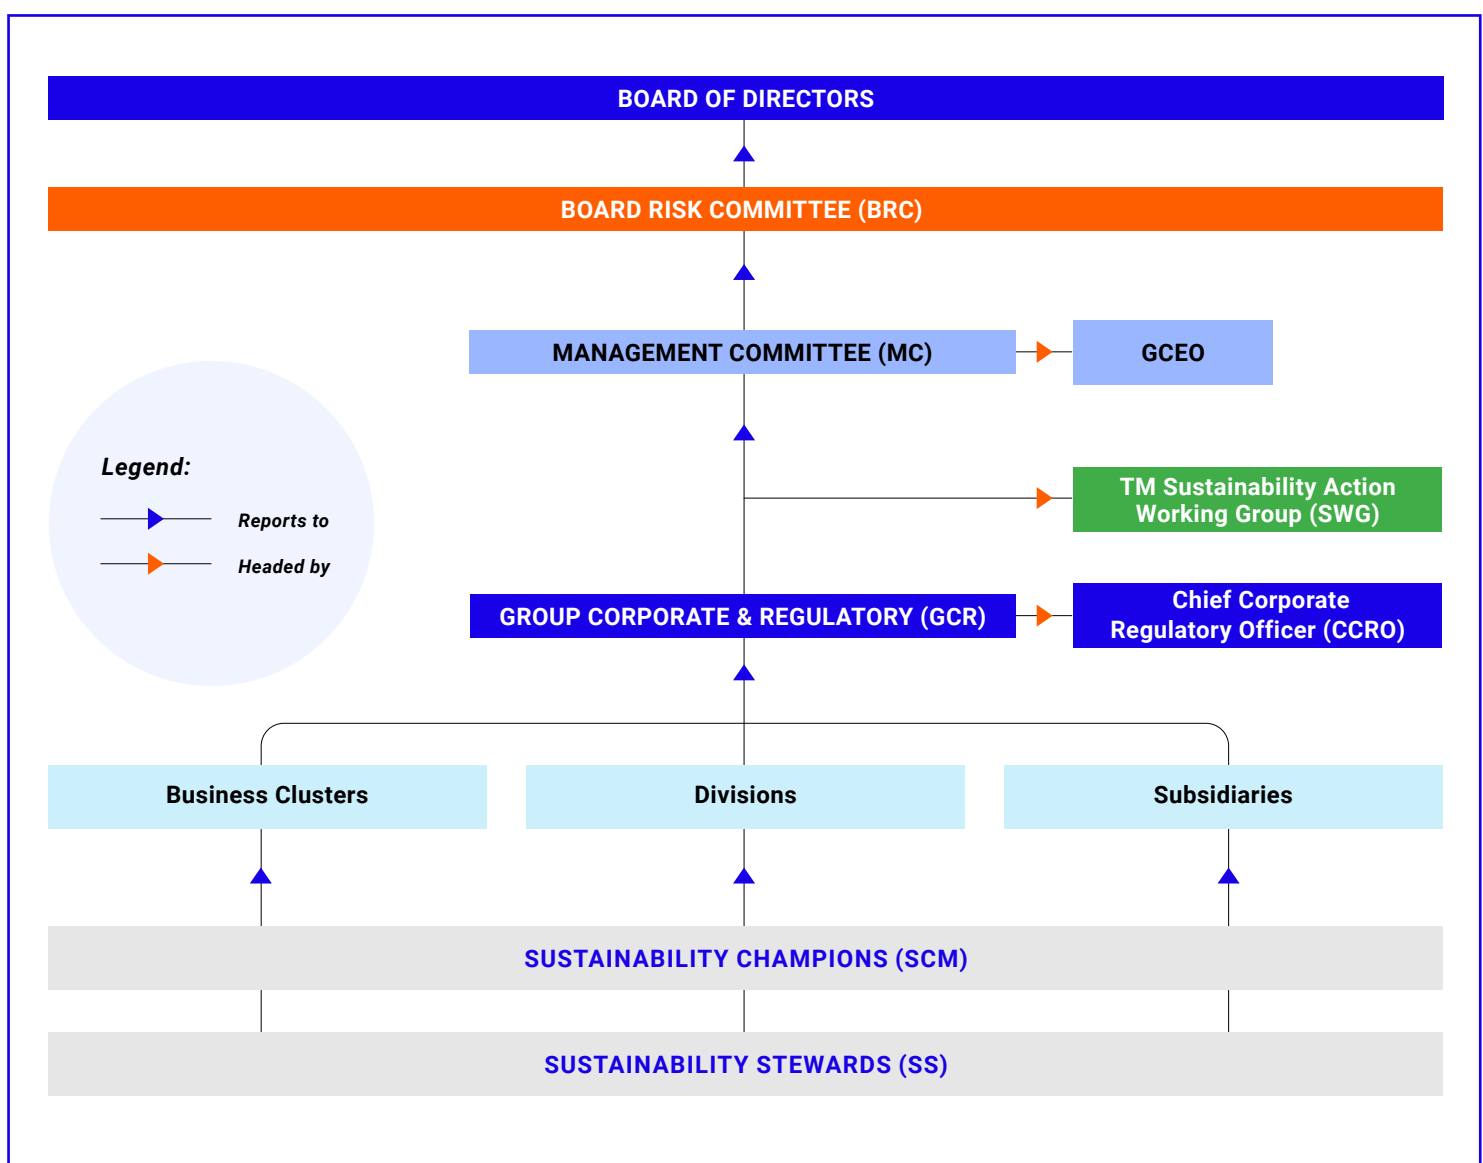 BOARD OF DIRECTORS
BOARD RISK COMMITTEE (BRC)
MANAGEMENT COMMITTEE (MC)
GCEO
Legend:
Reports to
Headed by
TM Sustainability Action
Working Group (SWG)
GROUP CORPORATE & REGULATORY (GCR)
Chief Corporate
Regulatory Officer (CCRO)
Business Clusters
Divisions
Subsidiaries
SUSTAINABILITY CHAMPIONS (SCM)
SUSTAINABILITY STEWARDS (SS)